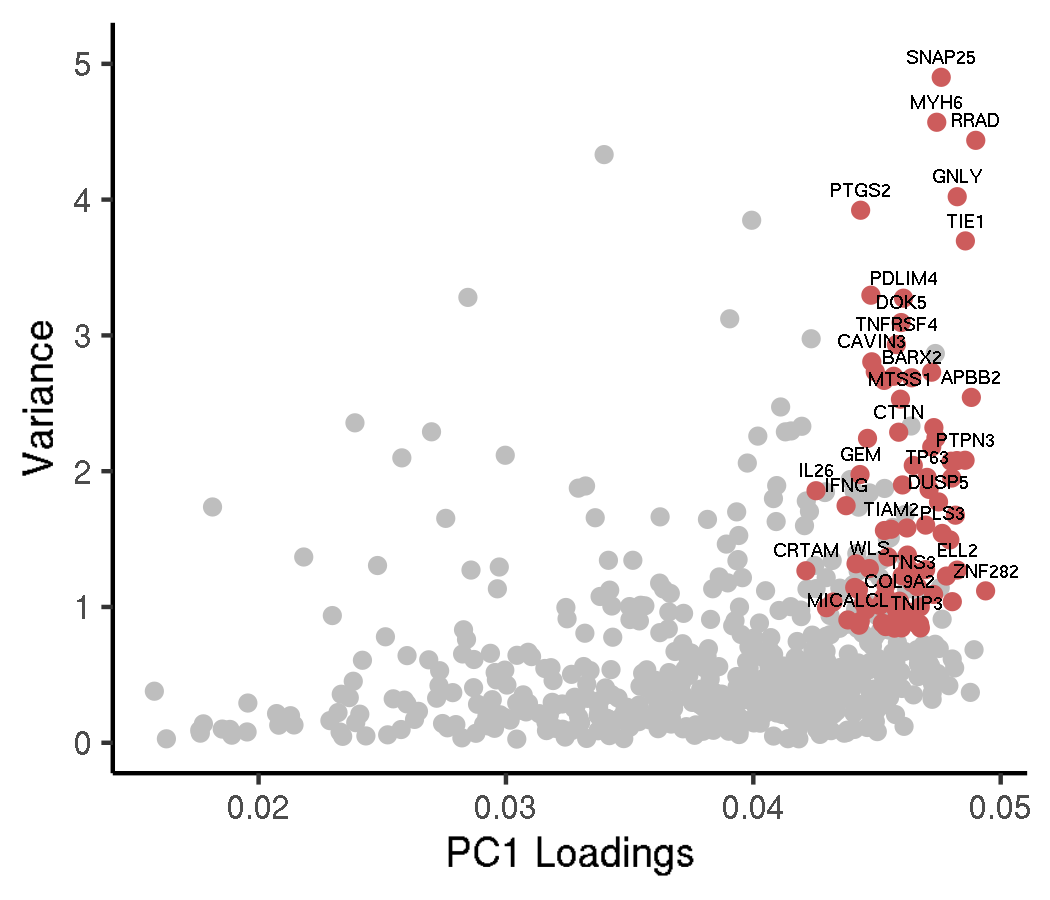 SNAP25
MYH6
RRAD
GNLY
PTGS2
TIE1
PDLIM4
DOK5
TNFRSF4
CAVIN3
BARX2
MTSS1
APBB2
CTTN
PTPN3
GEM
TP63
IL26
IFNG
DUSP5
TIAM2
PLS3
CRTAM
WLS
ELL2
TNS3
ZNF282
COL9A2
MICALCL
TNIP3
5
4
3
2
1
0
Variance
0.02
0.03
0.04
0.05
PC1 Loadings